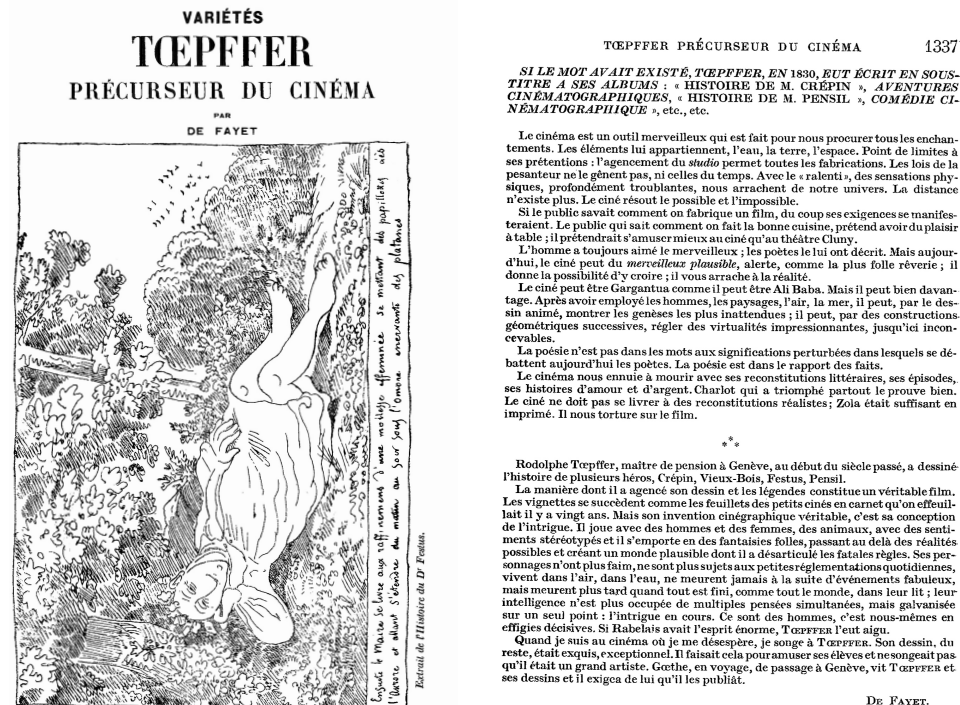 VARIÉTÉS
TŒPFFER
PRÉCURSEUR DU CINÉMA
PAR
DE FAYET
Ensuite le Maire se livre aux raffinemens d'une mollesse efféminée se mettant des papillotes dès
l'Aurore et allant s'étendre du matin au soir sous l'ombre énervante des platanes
Extrait de l'Histoire du Dr Festus.
TŒPFFER PRÉCURSEUR DU CINÉMA 1337
SI LE MOT AVAIT EXISTÉ, TŒPFFER, EN 1830, EUT ÉCRIT EN SOUS-
TITRE A SES ALBUMS : « HISTOIRE DE M. CRÉPIN », AVENTURES
CINÉMATOGRAPHIQUES, « HISTOIRE DE M. PENSIL », COMÉDIE CI-
NÉMATOGRAPHIQUE », etc., etc.
Le cinéma est un outil merveilleux qui est fait pour nous procurer tous les enchan-
tements. Les éléments lui appartiennent, l'eau, la terre, l'espace. Point de limites à
ses prétentions : l'agencement du studio permet toutes les fabrications. Les lois de la
pesanteur ne le gênent pas, ni celles du temps. Avec le « ralenti », des sensations phy-
siques, profondément troublantes, nous arrachent de notre univers. La distance
n'existe plus. Le ciné résout le possible et l'impossible.
Si le public savait comment on fabrique un film, du coup ses exigences se manifes-
teraient. Le public qui sait comment on fait la bonne cuisine, prétend avoir du plaisir
à table ; il prétendrait s'amuser mieux au ciné qu'au théâtre Cluny.
L'homme a toujours aimé le merveilleux ; les poètes le lui ont décrit. Mais aujour-
d'hui, le ciné peut du merveilleux plausible, alerte, comme la plus folle rêverie ; il
donne la possibilité d'y croire ; il vous arrache à la réalité.
Le ciné peut être Gargantua comme il peut être Ali Baba. Mais il peut bien davan-
tage. Après avoir employé les hommes, les paysages, l'air, la mer, il peut, par le des-
sin animé, montrer les genèses les plus inattendues ; il peut, par des constructions
géométriques successives, régler des virtualités impressionnantes, jusqu'ici incon-
cevables.
La poésie n'est pas dans les mots aux significations perturbées dans lesquels se dé-
battent aujourd'hui les poètes. La poésie est dans le rapport des faits.
Le cinéma nous ennuie à mourir avec ses reconstitutions littéraires, ses épisodes,
ses histoires d'amour et d'argent. Charlot qui a triomphé partout le prouve bien.
Le ciné ne doit pas se livrer à des reconstitutions réalistes ; Zola était suffisant en
imprimé. Il nous torture sur le film.
***
Rodolphe Tœpffer, maître de pension à Genève, au début du siècle passé, a dessiné
l'histoire de plusieurs héros, Crépin, Vieux-Bois, Festus, Pensil.
La manière dont il a agencé son dessin et les légendes constitue un véritable film.
Les vignettes se succèdent comme les feuillets des petits cinés en carnet qu'on effeuil-
lait il y a vingt ans. Mais son invention cinégraphique véritable, c'est sa conception
de l'intrigue. Il joue avec des hommes et des femmes, des animaux, avec des senti-
ments stéréotypés et il s'emporte en des fantaisies folles, passant au delà des réalités
possibles et créant un monde plausible dont il a désarticulé les fatales règles. Ses per-
sonnages n'ont plus faim, ne sont plus sujets aux petites réglementations quotidiennes,
vivent dans l'air, dans l'eau, ne meurent jamais à la suite d'événements fabuleux,
mais meurent plus tard quand tout est fini, comme tout le monde, dans leur lit ; leur
intelligence n'est plus occupée de multiples pensées simultanées, mais galvanisée
sur un seul point : l'intrigue en cours. Ce sont des hommes, c'est nous-mêmes en
effigies décisives. Si Rabelais avait l'esprit énorme, TŒPFFER l'eut aigu.
Quand je suis au cinéma où je me désespère, je songe à TŒPFFER. Son dessin, du
reste, était exquis, exceptionnel. Il faisait cela pour amuser ses élèves et ne songeait pas
qu'il était un grand artiste. Gœthe, en voyage, de passage à Genève, vit TŒPFFER et
ses dessins et il exigea de lui qu'il les publiât.
DE FAYET.